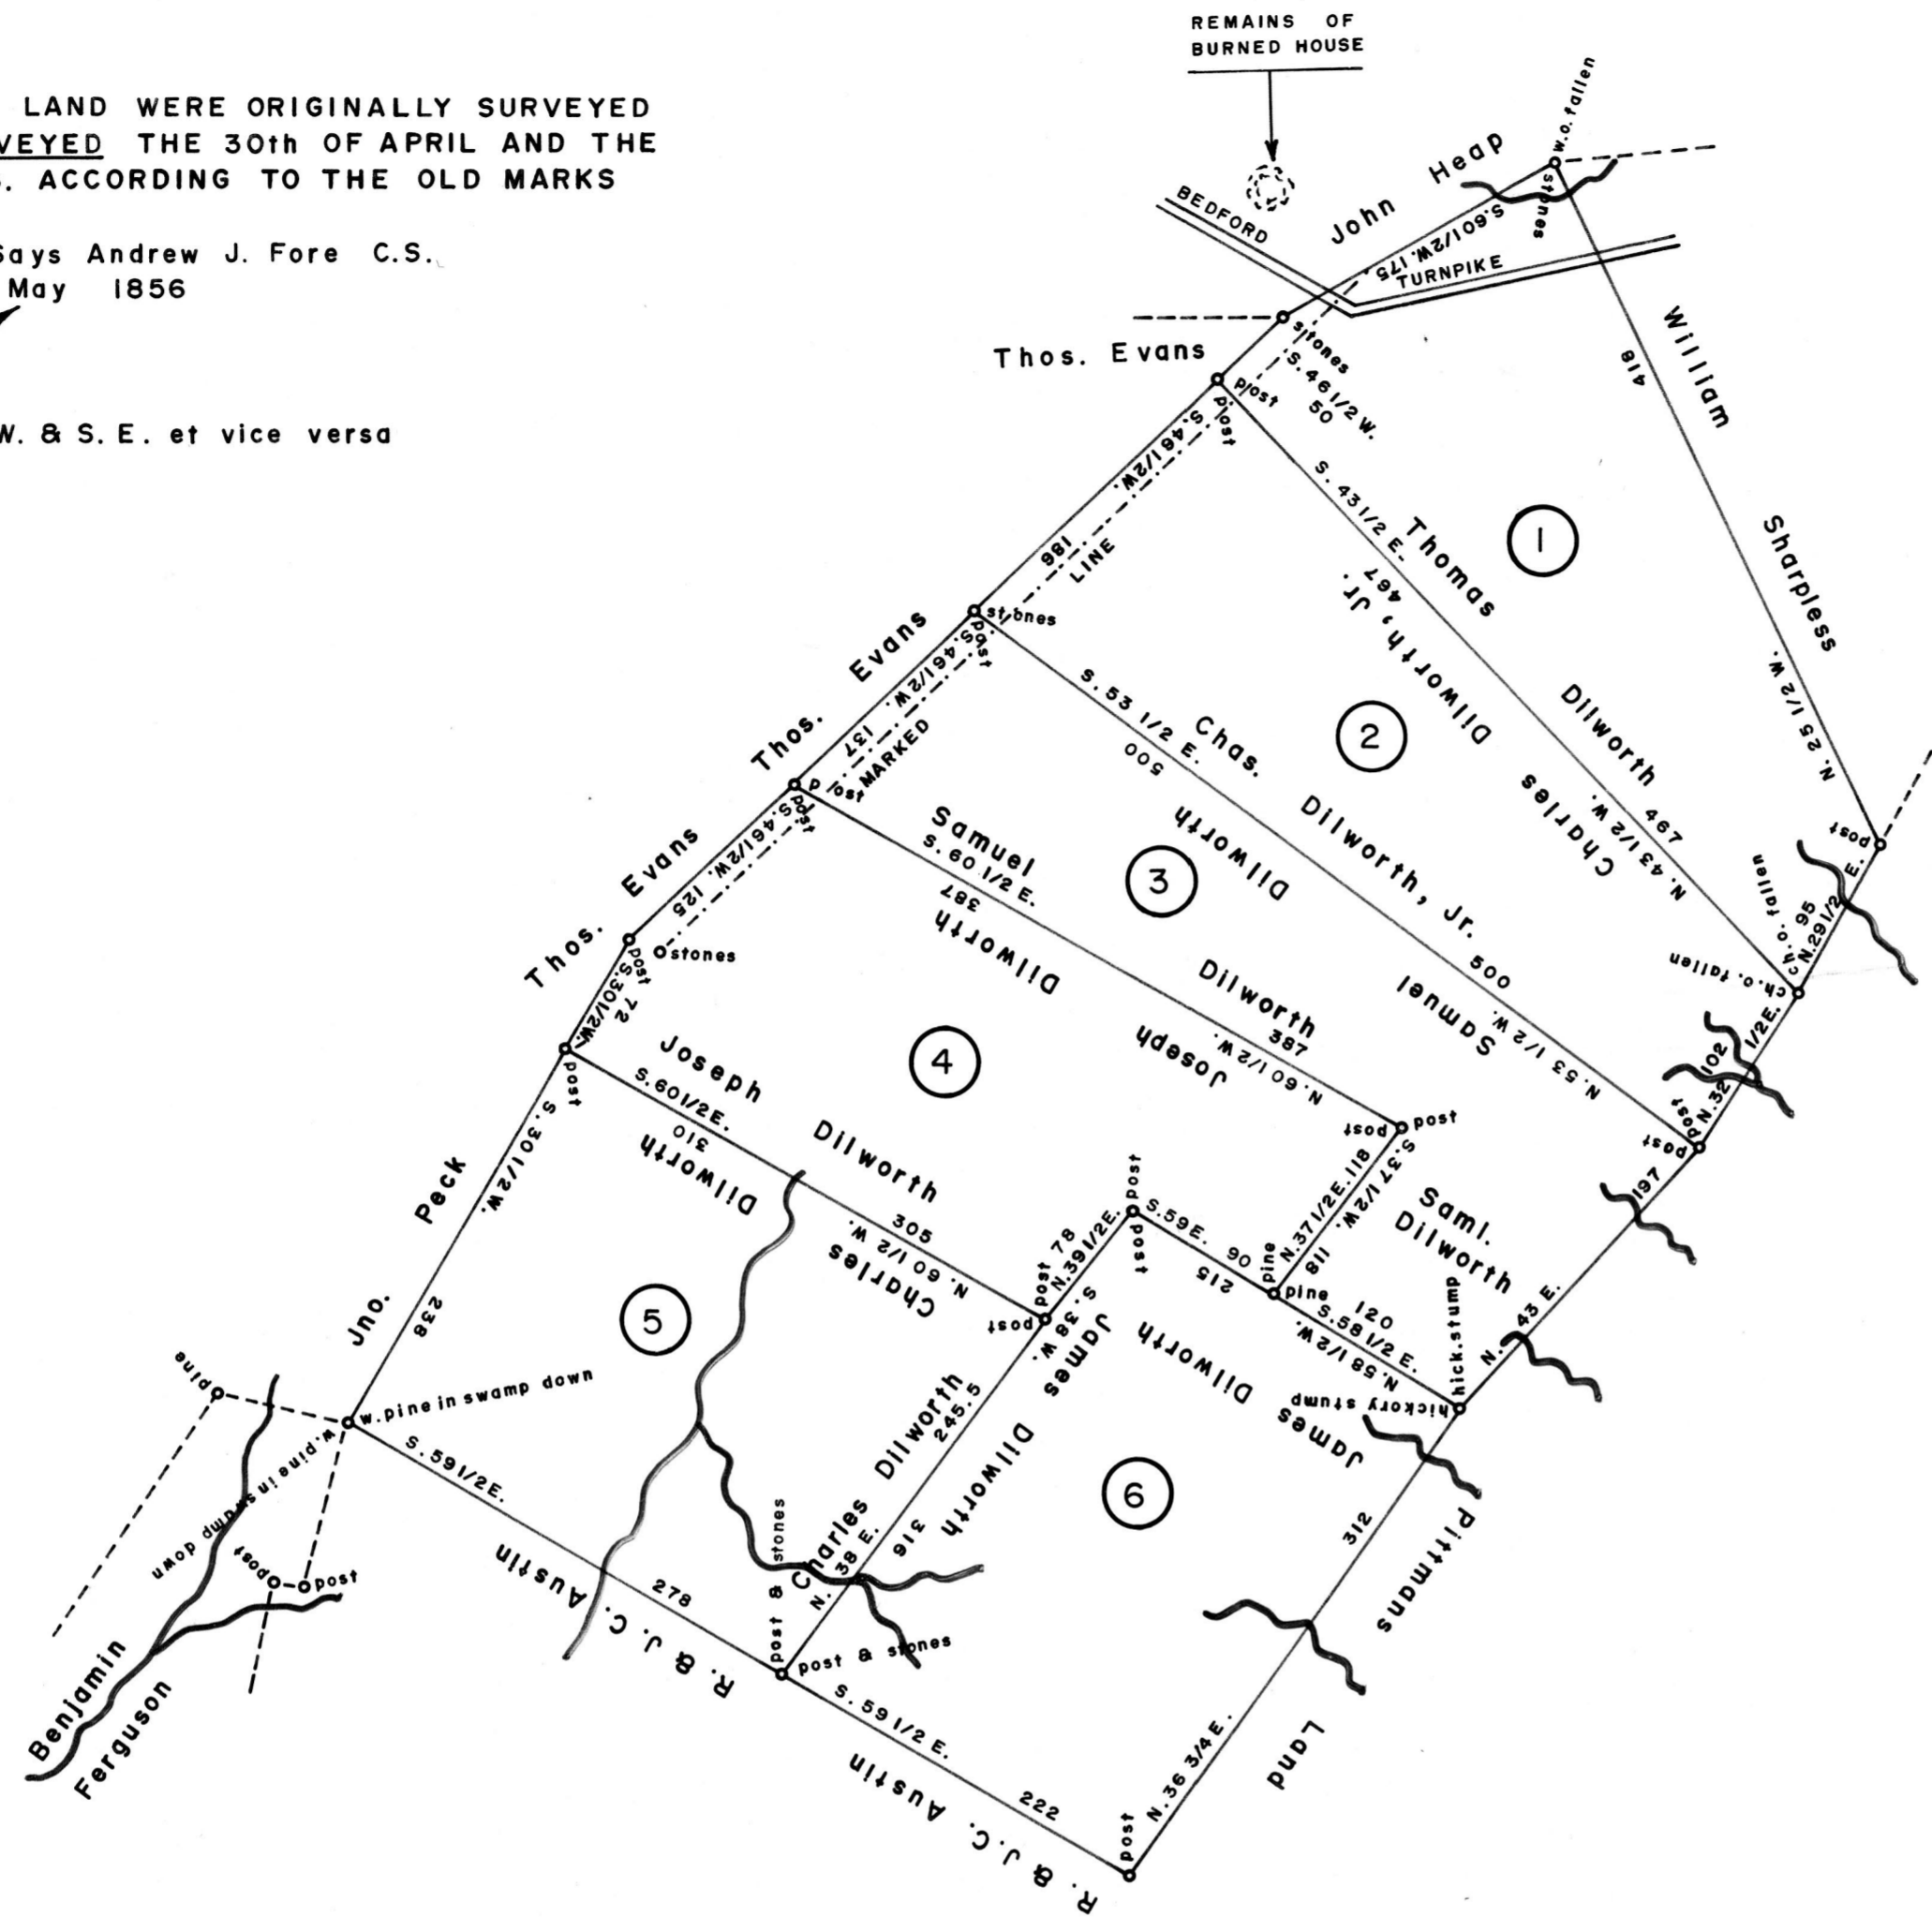 REMAINS OF
BURNED HOUSE
LAND WERE ORIGINALLY SURVEYED
VEYED THE 30th OF APRIL AND THE
. ACCORDING TO THE OLD MARKS
Says Andrew J. Fore C.S.
May 1856
W. & S.E. et vice versa
w.o. fallen
stones
John Heap
S.60 1/2 W. 175
BEDFORD
TURNPIKE
stones
S. 46 1/2 W.
50
Thos. Evans
post
post
S. 46 1/2 W.
186
LINE
William Sharpless
418
N. 25 1/2 W.
post
1
S. 43 1/2 E.
467
Thomas Dilworth
467
N. 43 1/2 W.
Charles Dilworth, Jr.
ch. o. fallen
95
N. 29 1/2 E.
ch. o. fallen
2
stones
post
S. 53 1/2 E.
500
Chas. Dilworth, Jr.
500
N. 53 1/2 W.
Samuel Dilworth
102
N. 32 1/2 E.
post
post
Thos. Evans
S. 46 1/2 W.
137
MARKED
3
post
post
S. 60 1/2 E.
387
Samuel Dilworth
387
N. 60 1/2 W.
Joseph Dilworth
post
post
Thos. Evans
S. 46 1/2 W. 125
stones
post
S. 30 1/2 W.
72
4
post
S. 60 1/2 E.
310
Joseph Dilworth
305
N. 60 1/2 W.
Charles Dilworth
post
post
78
N. 39 1/2 E.
post
post
S. 59 E. 90
215
N. 37 1/2 E. 118
S. 37 1/2 W.
118
pine
pine
Saml.
Dilworth
120
S. 58 1/2 E.
N. 58 1/2 W.
hick. stump
hickory stump
197
N. 43 E.
James Dilworth
Jno. Peck
S. 30 1/2 W.
238
5
w. pine in swamp down
w. pine in swamp down
pine
post
post
Benjamin
Ferguson
S. 59 1/2 E.
278
R. & J. C. Austin
Charles Dilworth
245.5
N. 38 E.
S. 38 W.
316
James Dilworth
post & stones
post & stones
6
312
N. 36 3/4 E.
Pittmans Land
S. 59 1/2 E.
222
R. & J. C. Austin
post